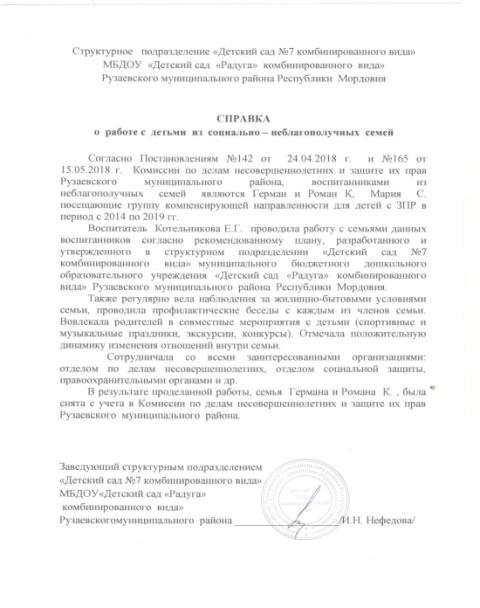 Структурное подразделение «Детский сад №7 комбинированного вида»
МБДОУ «Детский сад «Радуга» комбинированного вида»
Рузаевского муниципального района Республики Мордовия
СПРАВКА
о работе с детьми из социально – неблагополучных семей
Согласно Постановлениям №142 от 24.04.2018 г. и №165 от
15.05.2018 г. Комиссии по делам несовершеннолетних и защите их прав
Рузаевского муниципального района, воспитанниками из
неблагополучных семей являются Герман и Роман К, Мария С.
посещающие группу компенсирующей направленности для детей с ЗПР в
период с 2014 по 2019 гг.
Воспитатель Котельникова Е.Г. проводила работу с семьями данных
воспитанников согласно рекомендованному плану, разработанного и
утвержденного в структурном подразделении «Детский сад №7
комбинированного вида» муниципального бюджетного дошкольного
образовательного учреждения «Детский сад «Радуга» комбинированного
вида» Рузаевского муниципального района Республики Мордовия.
Также регулярно вела наблюдения за жилищно-бытовыми условиями
семьи, проводила профилактические беседы с каждым из членов семьи.
Вовлекала родителей в совместные мероприятия с детьми (спортивные и
музыкальные праздники, экскурсии, конкурсы). Отмечала положительную
динамику изменения отношений внутри семьи.
Сотрудничала со всеми заинтересованными организациями:
отделом по делам несовершеннолетних, отделом социальной защиты,
правоохранительными органами и др.
В результате проделанной работы, семья Германа и Романа К. , была
снята с учета в Комиссии по делам несовершеннолетних и защите их прав
Рузаевского муниципального района.
Заведующий структурным подразделением
«Детский сад №7 комбинированного вида»
МБДОУ«Детский сад «Радуга»
комбинированного вида»
Рузаевскогомуниципального района /И.Н. Нефедова/